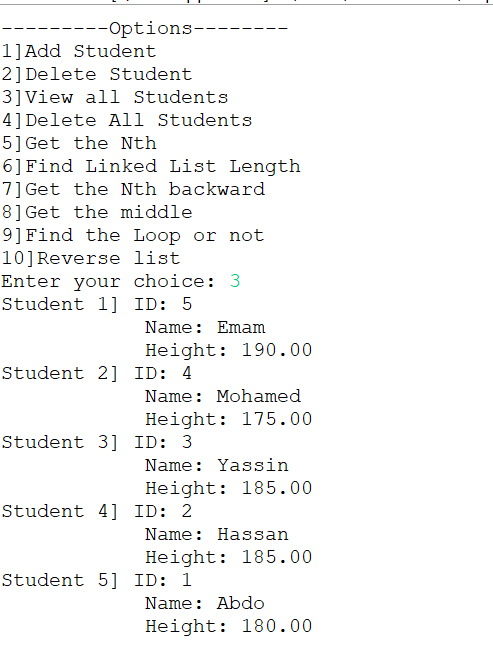 ---------Options--------
1]Add Student
2]Delete Student
3]View all Students
4]Delete All Students
5]Get the Nth
6]Find Linked List Length
7]Get the Nth backward
8]Get the middle
9]Find the Loop or not
10]Reverse list
Enter your choice: 3
Student 1] ID: 5
Name: Emam
Height: 190.00
Student 2] ID: 4
Name: Mohamed
Height: 175.00
Student 3] ID: 3
Name: Yassin
Height: 185.00
Student 4] ID: 2
Name: Hassan
Height: 185.00
Student 5] ID: 1
Name: Abdo
Height: 180.00